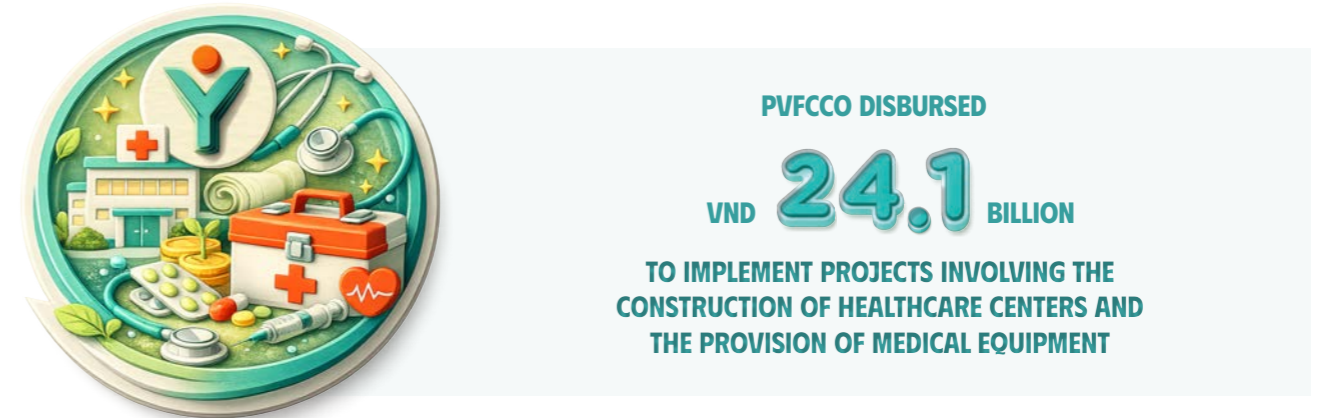 PVFCCO DISBURSED
VND 24.1 BILLION
TO IMPLEMENT PROJECTS INVOLVING THE
CONSTRUCTION OF HEALTHCARE CENTERS AND
THE PROVISION OF MEDICAL EQUIPMENT